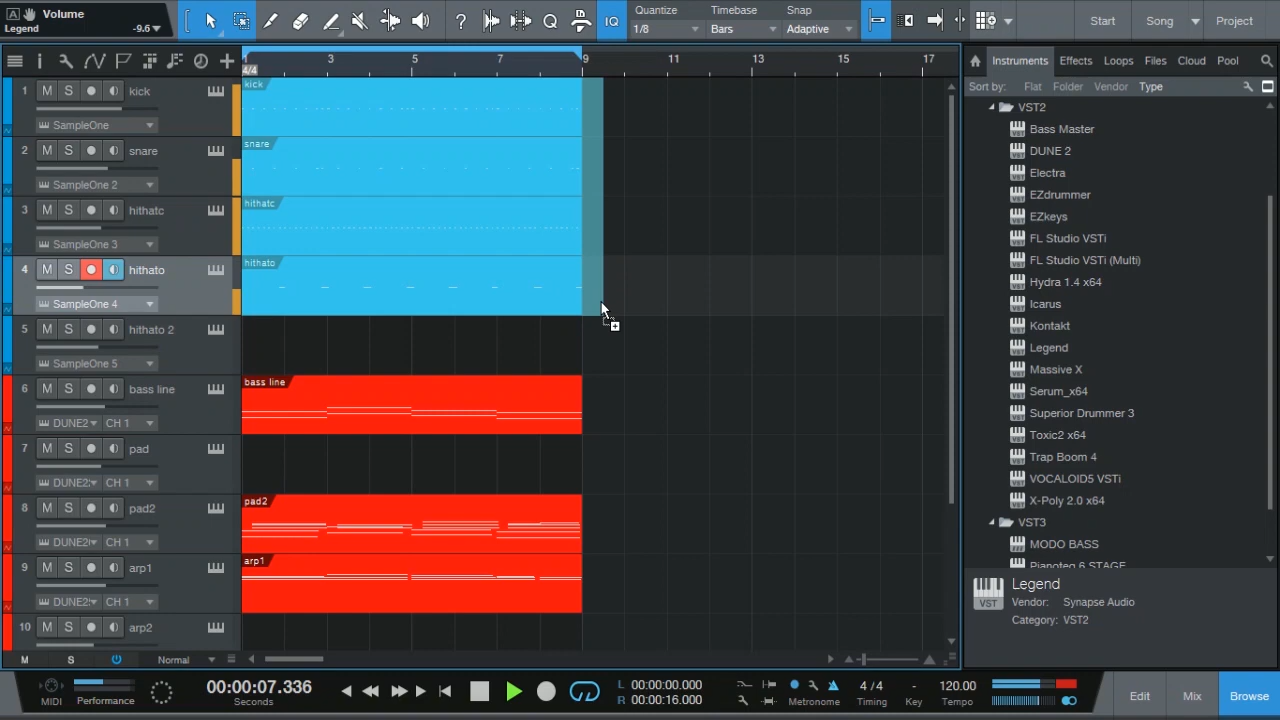 Volume
Legend -9.6
Quantize Timebase Snap
1/8 Bars Adaptive
IQ
Start Song Project
3 5 7 9 11 13 15 17
4/4
Instruments Effects Loops Files Cloud Pool
Sort by: Flat Folder Vendor Type
1 M S kick
SampleOne
2 M S snare
SampleOne 2
3 M S hithatc
SampleOne 3
4 M S hithato
SampleOne 4
5 M S hithato 2
SampleOne 5
6 M S bass line
DUNE2 CH 1
7 M S pad
DUNE2 CH 1
8 M S pad2
DUNE2 CH 1
9 M S arp1
DUNE2 CH 1
10 M S arp2
kick
snare
hithatc
hithato
bass line
pad2
arp1
VST2
Bass Master
DUNE 2
Electra
EZdrummer
EZkeys
FL Studio VSTi
FL Studio VSTi (Multi)
Hydra 1.4 x64
Icarus
Kontakt
Legend
Massive X
Serum_x64
Superior Drummer 3
Toxic2 x64
Trap Boom 4
VOCALOID5 VSTi
X-Poly 2.0 x64
VST3
MODO BASS
Pianoteq 6 STAGE
Legend
VST
Vendor: Synapse Audio
Category: VST2
M S Normal
MIDI Performance
00:00:07.336
Seconds
L 00:00:00.000
R 00:00:16.000
Metronome
4 / 4
Timing
-
Key
120.00
Tempo
Edit Mix Browse